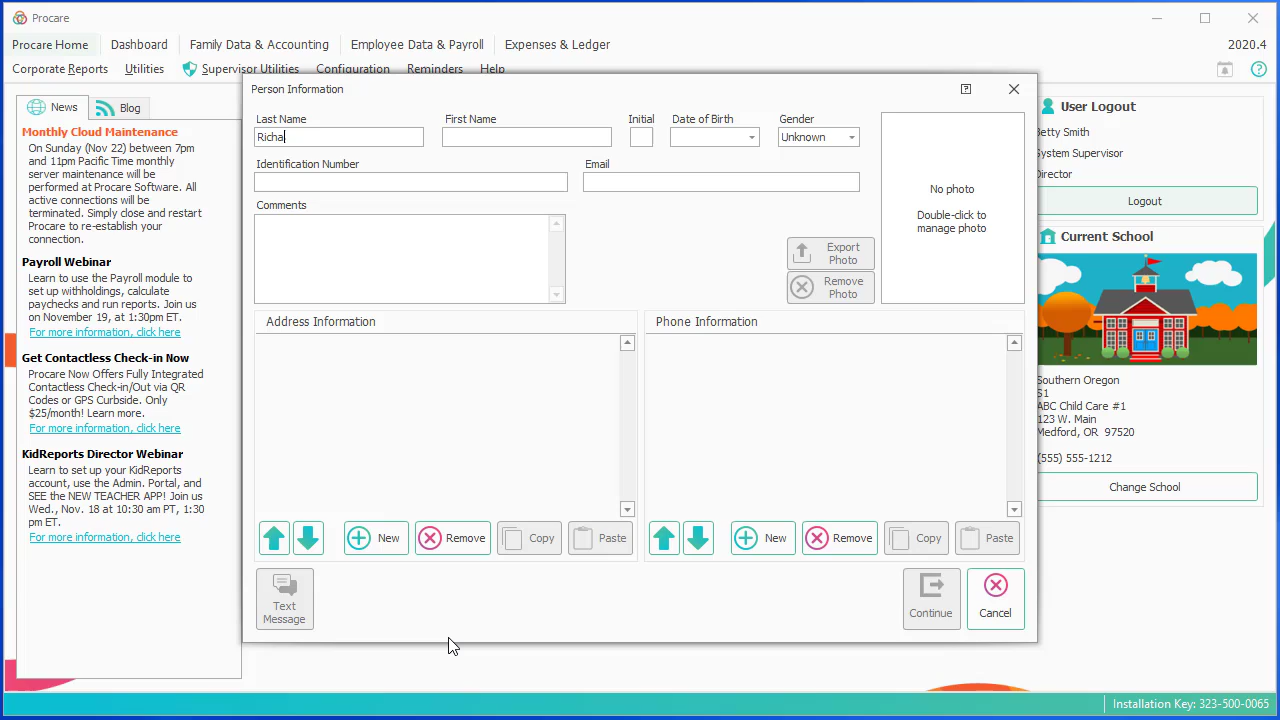 Procare
Procare Home
Dashboard
Family Data & Accounting
Employee Data & Payroll
Expenses & Ledger
2020.4
Corporate Reports
Utilities
Supervisor Utilities
Configuration
Reminders
Help
News
Blog
Monthly Cloud Maintenance
On Sunday (Nov 22) between 7pm
and 11pm Pacific Time monthly
server maintenance will be
performed at Procare Software. All
active connections will be
terminated. Simply close and restart
Procare to re-establish your
connection.
Payroll Webinar
Learn to use the Payroll module to
set up withholdings, calculate
paychecks and run reports. Join us
on November 19, at 1:30pm ET.
For more information, click here
Get Contactless Check-in Now
Procare Now Offers Fully Integrated
Contactless Check-in/Out via QR
Codes or GPS Curbside. Only
$25/month! Learn more.
For more information, click here
KidReports Director Webinar
Learn to set up your KidReports
account, use the Admin. Portal, and
SEE the NEW TEACHER APP! Join us
Wed., Nov. 18 at 10:30 am PT, 1:30
pm ET.
For more information, click here
Person Information
Last Name
First Name
Initial
Date of Birth
Gender
Richa
Unknown
Identification Number
Email
Comments
No photo
Double-click to
manage photo
Export
Photo
Remove
Photo
Address Information
Phone Information
New
Remove
Copy
Paste
New
Remove
Copy
Paste
Text
Message
Continue
Cancel
User Logout
Betty Smith
System Supervisor
Director
Logout
Current School
Southern Oregon
S1
ABC Child Care #1
123 W. Main
Medford, OR 97520
(555) 555-1212
Change School
Installation Key: 323-500-0065